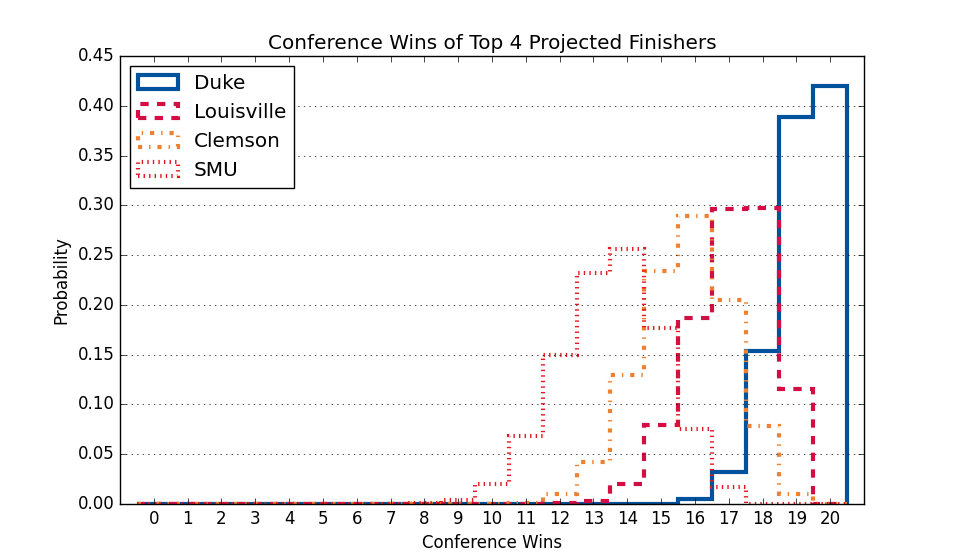 Conference Wins of Top 4 Projected Finishers
0.45
0.40
0.35
0.30
0.25
0.20
0.15
0.10
0.05
0.00
Probability
Duke
Louisville
Clemson
SMU
0 1 2 3 4 5 6 7 8 9 10 11 12 13 14 15 16 17 18 19 20
Conference Wins